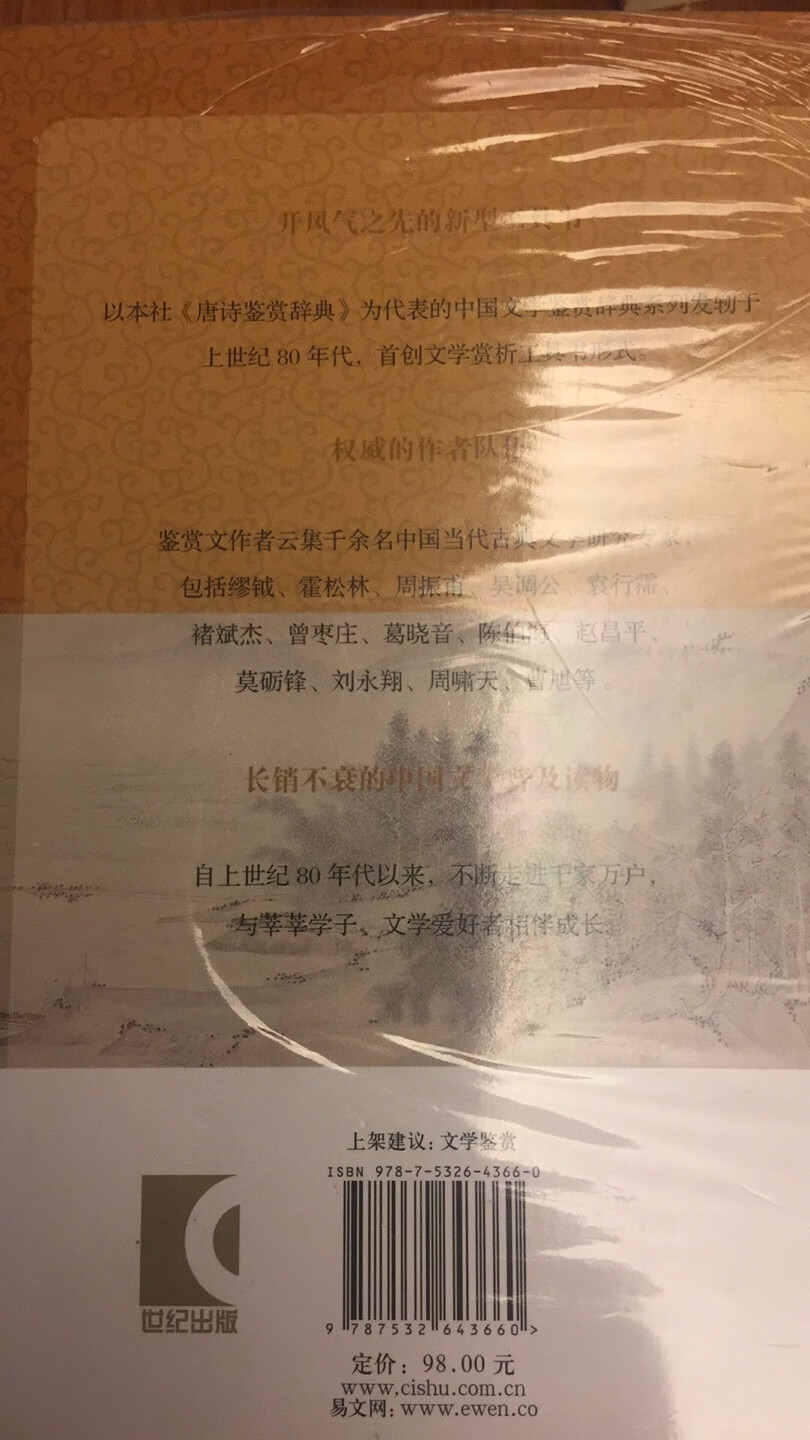 开风气之先的新型工具书
以本社《唐诗鉴赏辞典》为代表的中国文学鉴赏辞典系列发轫于
上世纪80年代，首创文学赏析工具书形式。
权威的作者队伍
鉴赏文作者云集千余名中国当代古典文学研究专家，
包括缪钺、霍松林、周振甫、吴调公、袁行霈、
褚斌杰、曾枣庄、葛晓音、陈伯海、赵昌平、
莫砺锋、刘永翔、周啸天、曹旭等。
长销不衰的中国文学普及读物
自上世纪80年代以来，不断走进千家万户，
与莘莘学子、文学爱好者相伴成长。
上架建议：文学鉴赏
ISBN 978-7-5326-4366-0
9 787532 643660 >
世纪出版
定价：98.00 元
www.cishu.com.cn
易文网：www.ewen.co